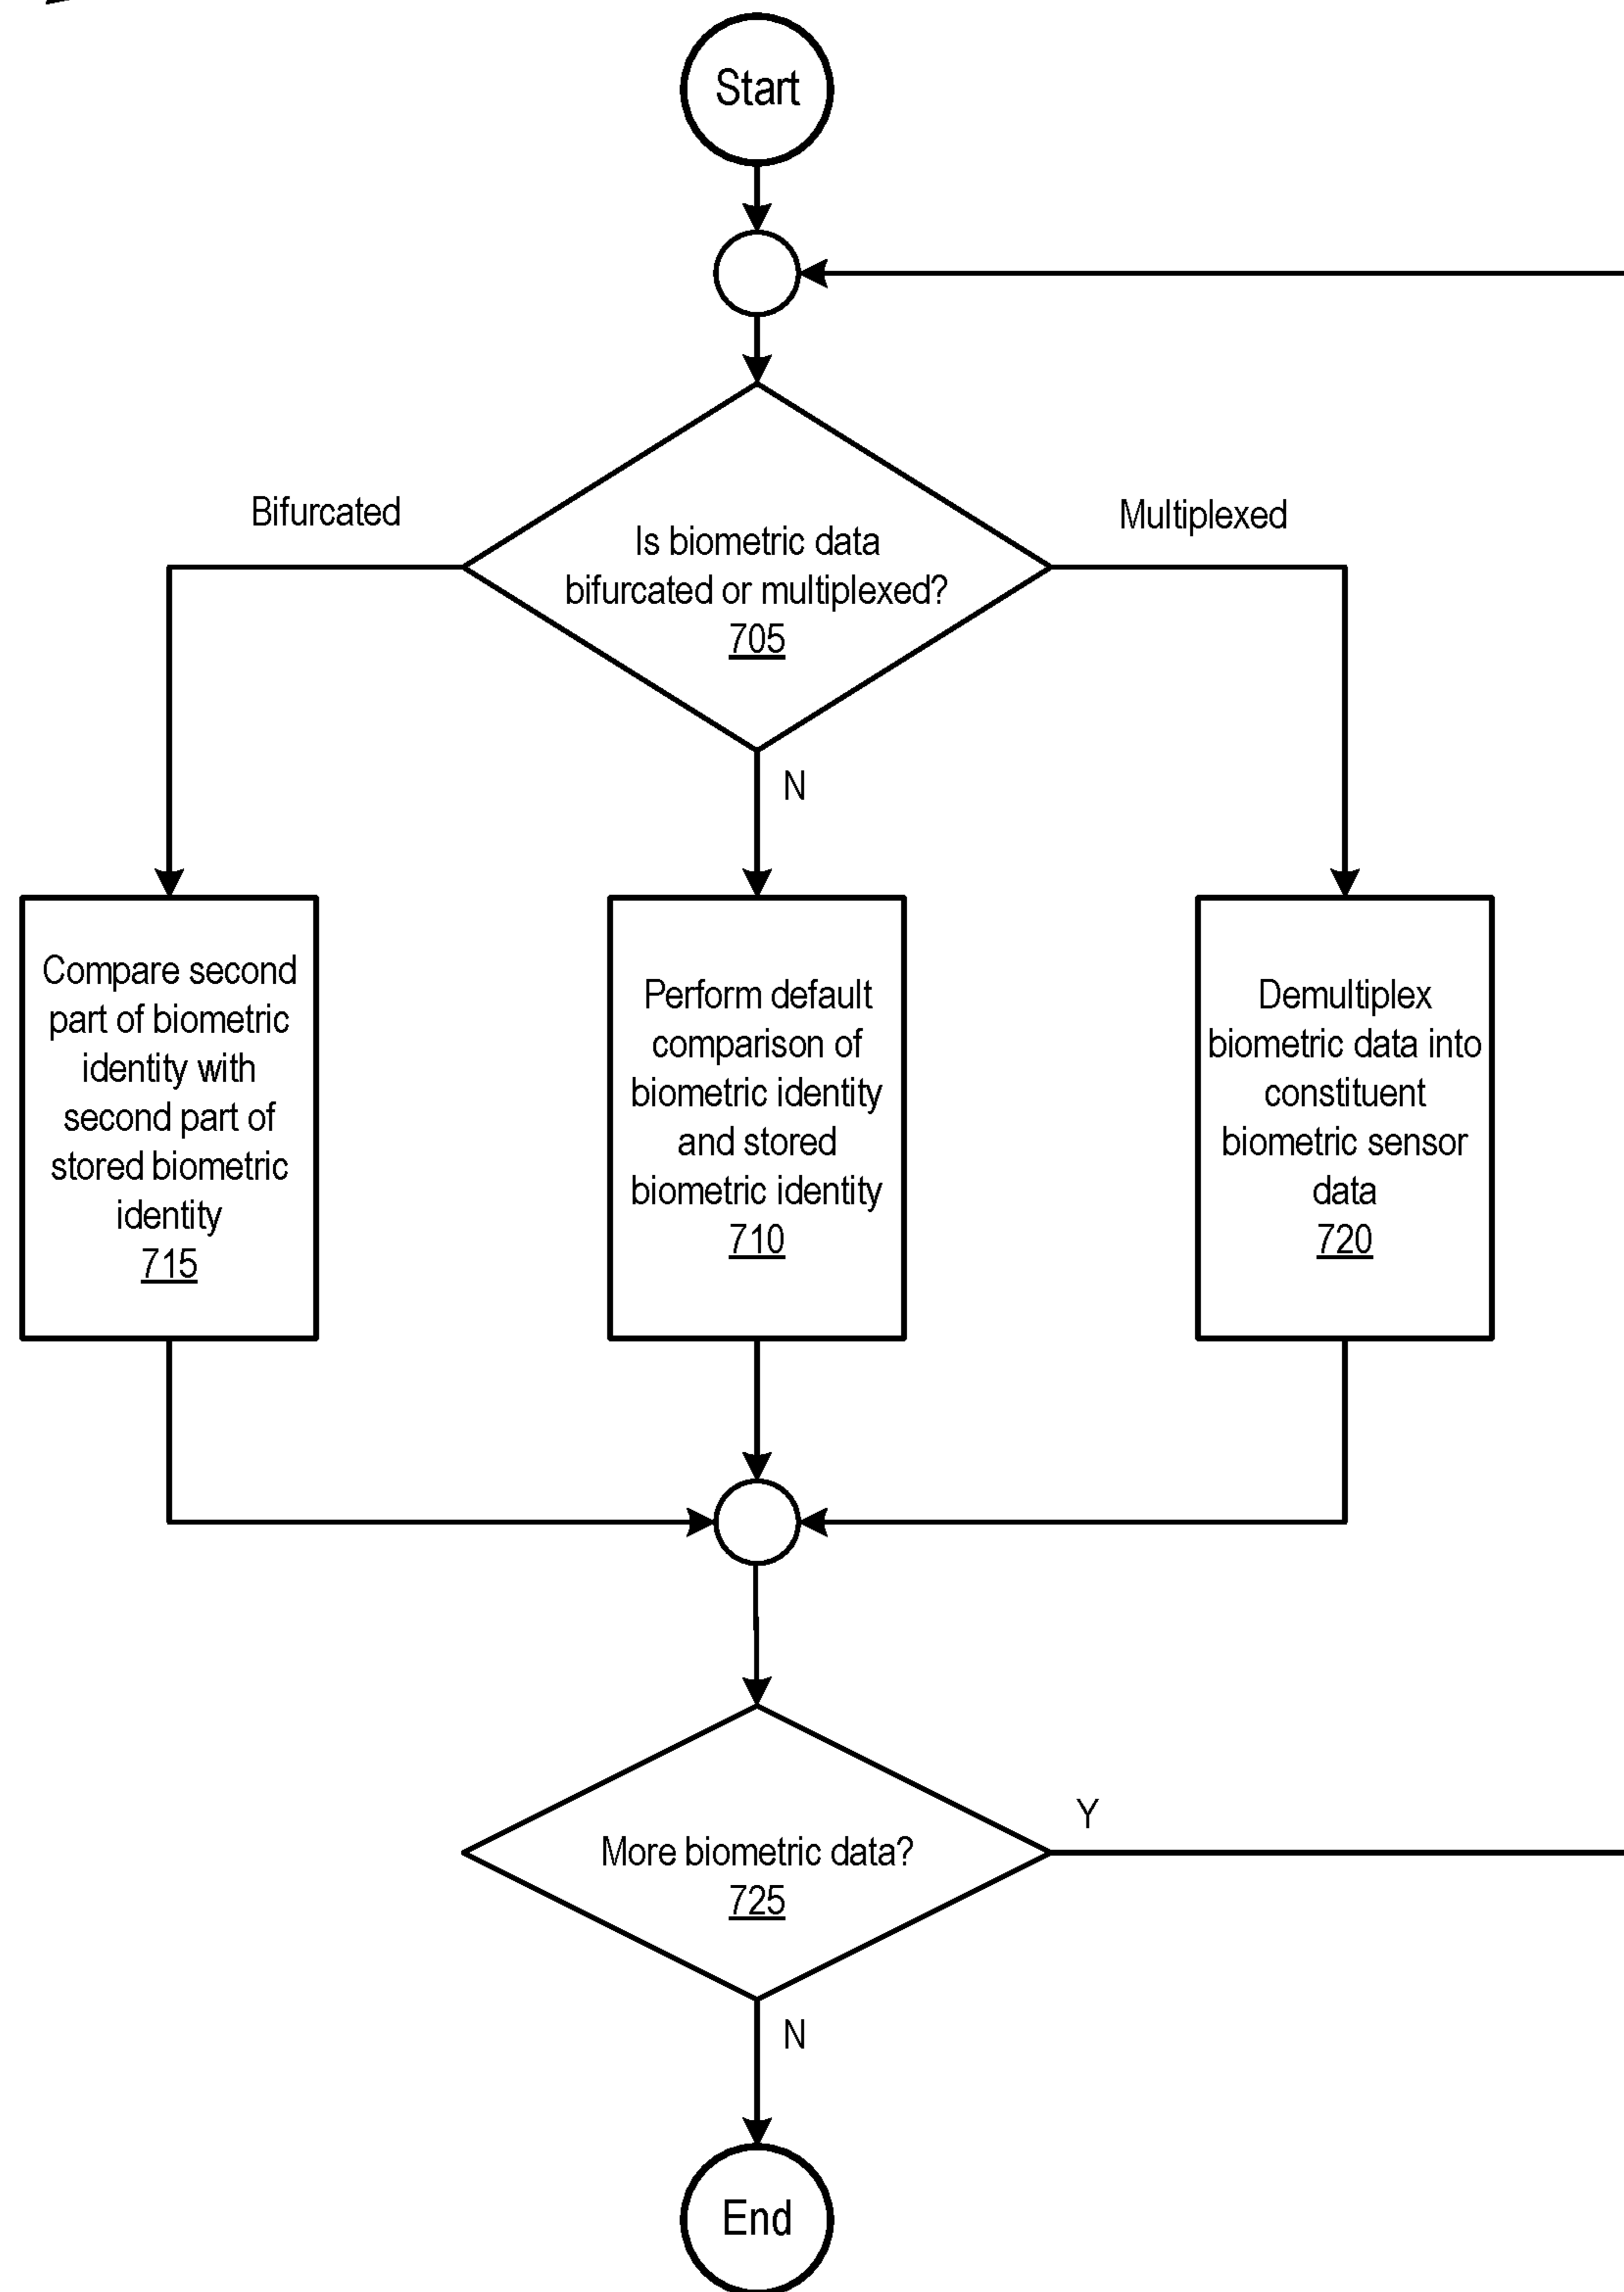 Start
Bifurcated
Multiplexed
Is biometric data
bifurcated or multiplexed?
705
N
Compare second
part of biometric
identity with
second part of
stored biometric
identity
715
Perform default
comparison of
biometric identity
and stored
biometric identity
710
Demultiplex
biometric data into
constituent
biometric sensor
data
720
More biometric data?
725
Y
N
End